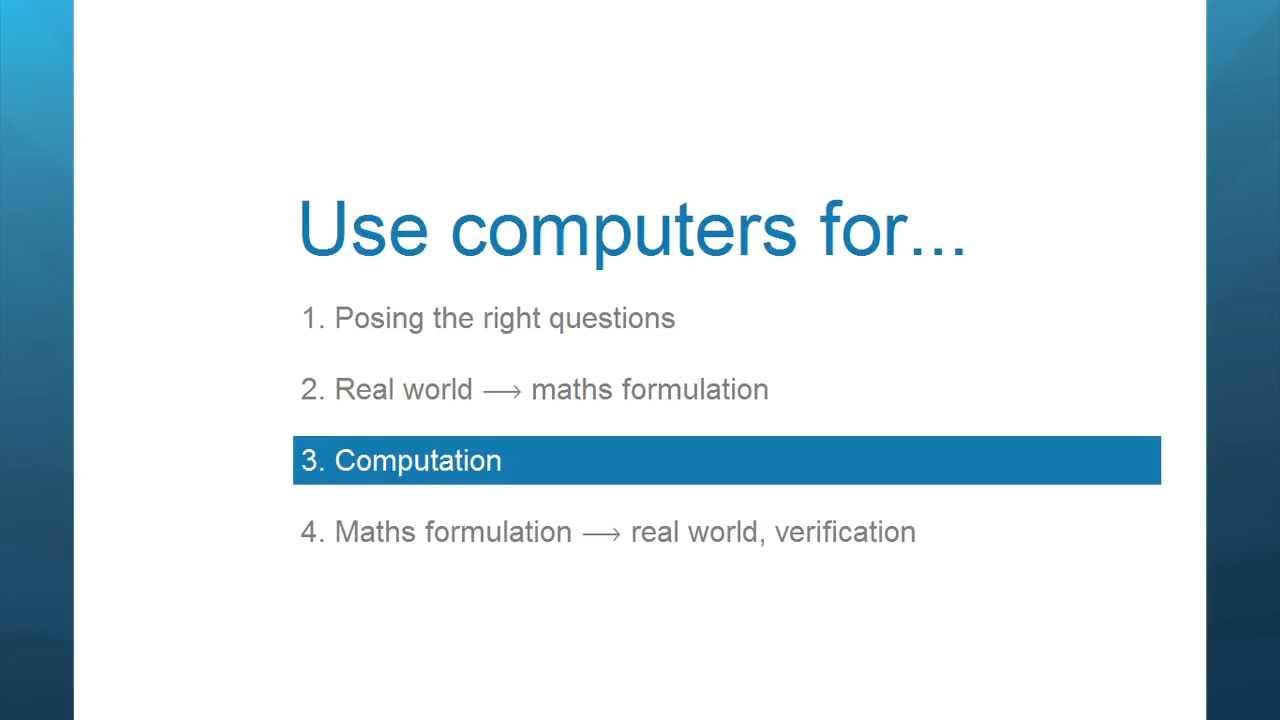 Use computers for...
1. Posing the right questions
2. Real world ⟶ maths formulation
3. Computation
4. Maths formulation ⟶ real world, verification